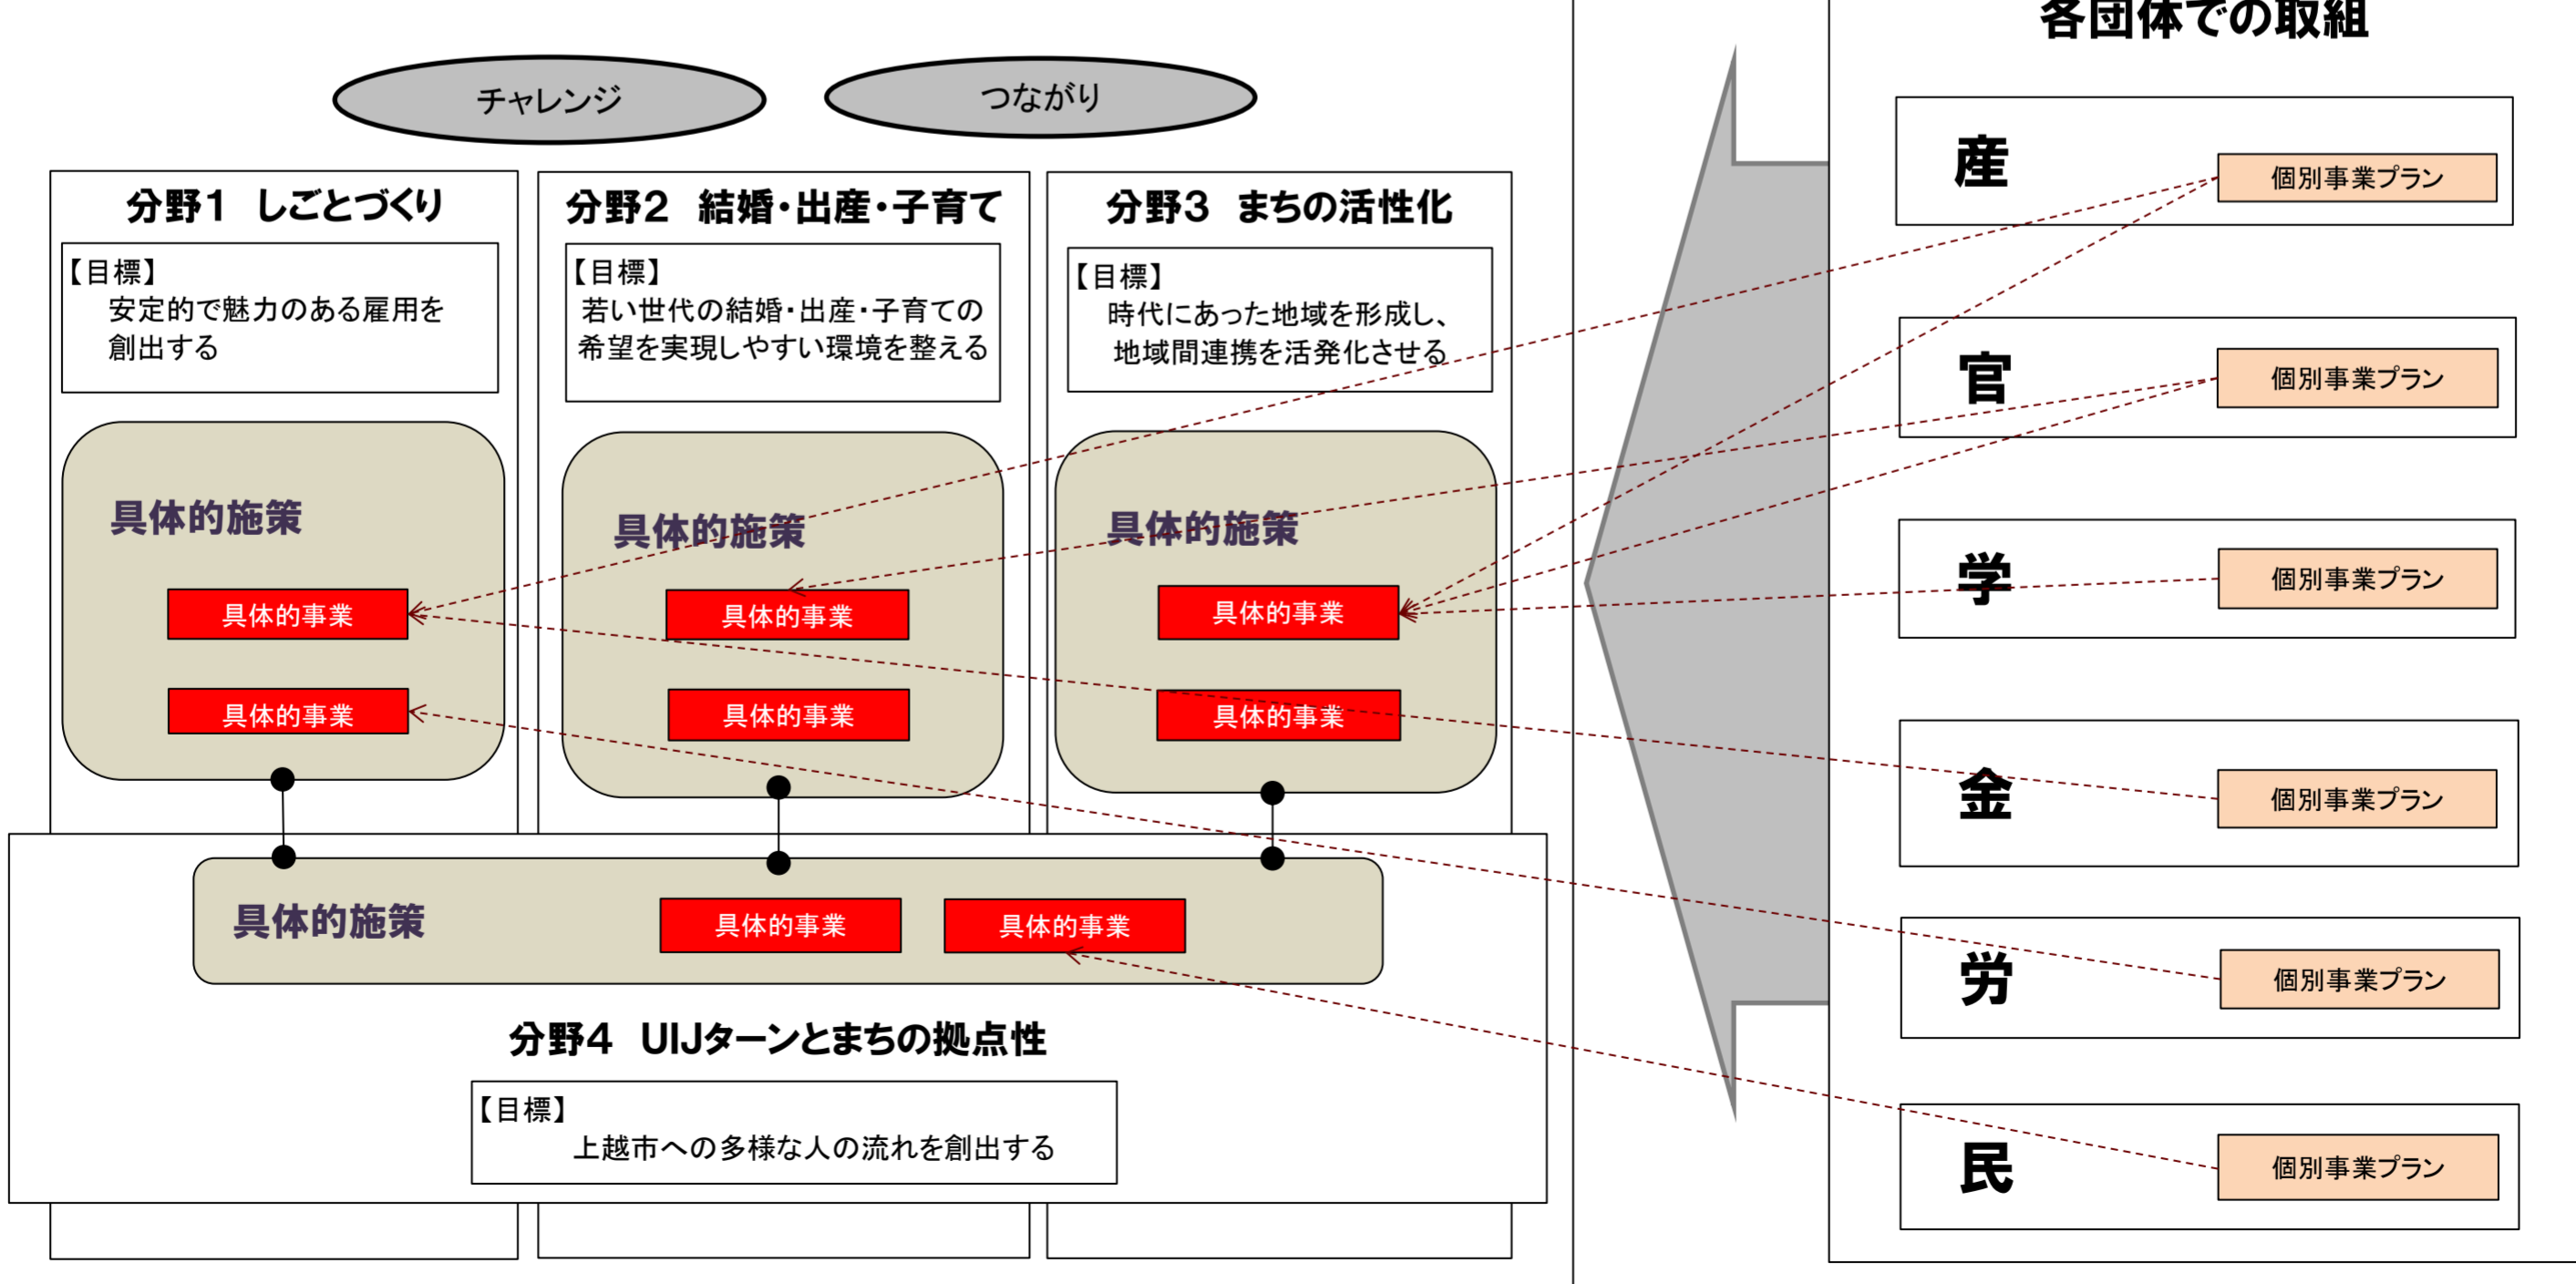 チャレンジ
つながり
分野1 しごとづくり
【目標】
安定的で魅力のある雇用を
創出する
具体的施策
具体的事業
具体的事業
分野2 結婚・出産・子育て
【目標】
若い世代の結婚・出産・子育ての
希望を実現しやすい環境を整える
具体的施策
具体的事業
具体的事業
分野3 まちの活性化
【目標】
時代にあった地域を形成し、
地域間連携を活発化させる
具体的施策
具体的事業
具体的事業
具体的施策
具体的事業
具体的事業
分野4 UIJターンとまちの拠点性
【目標】
上越市への多様な人の流れを創出する
各団体での取組
産
個別事業プラン
官
個別事業プラン
学
個別事業プラン
金
個別事業プラン
労
個別事業プラン
民
個別事業プラン